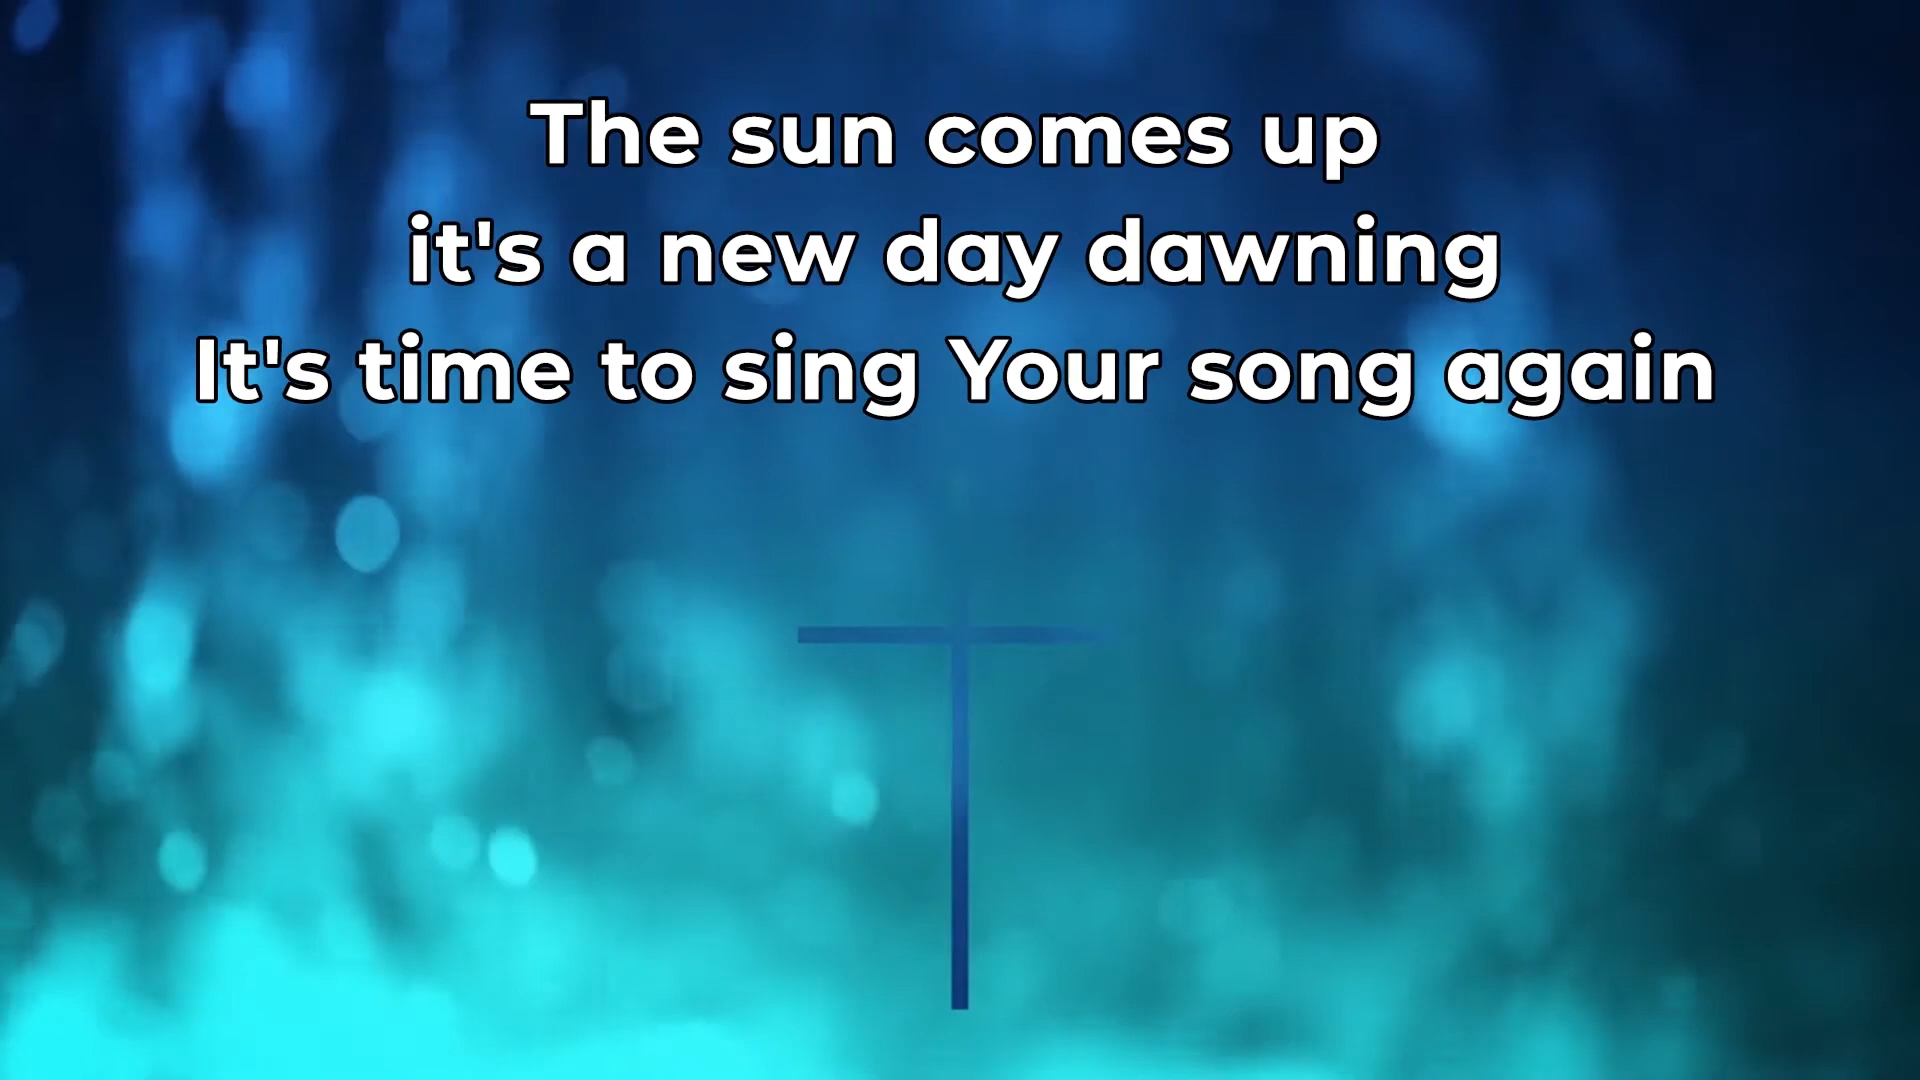 The sun comes up
it's a new day dawning
It's time to sing Your song again